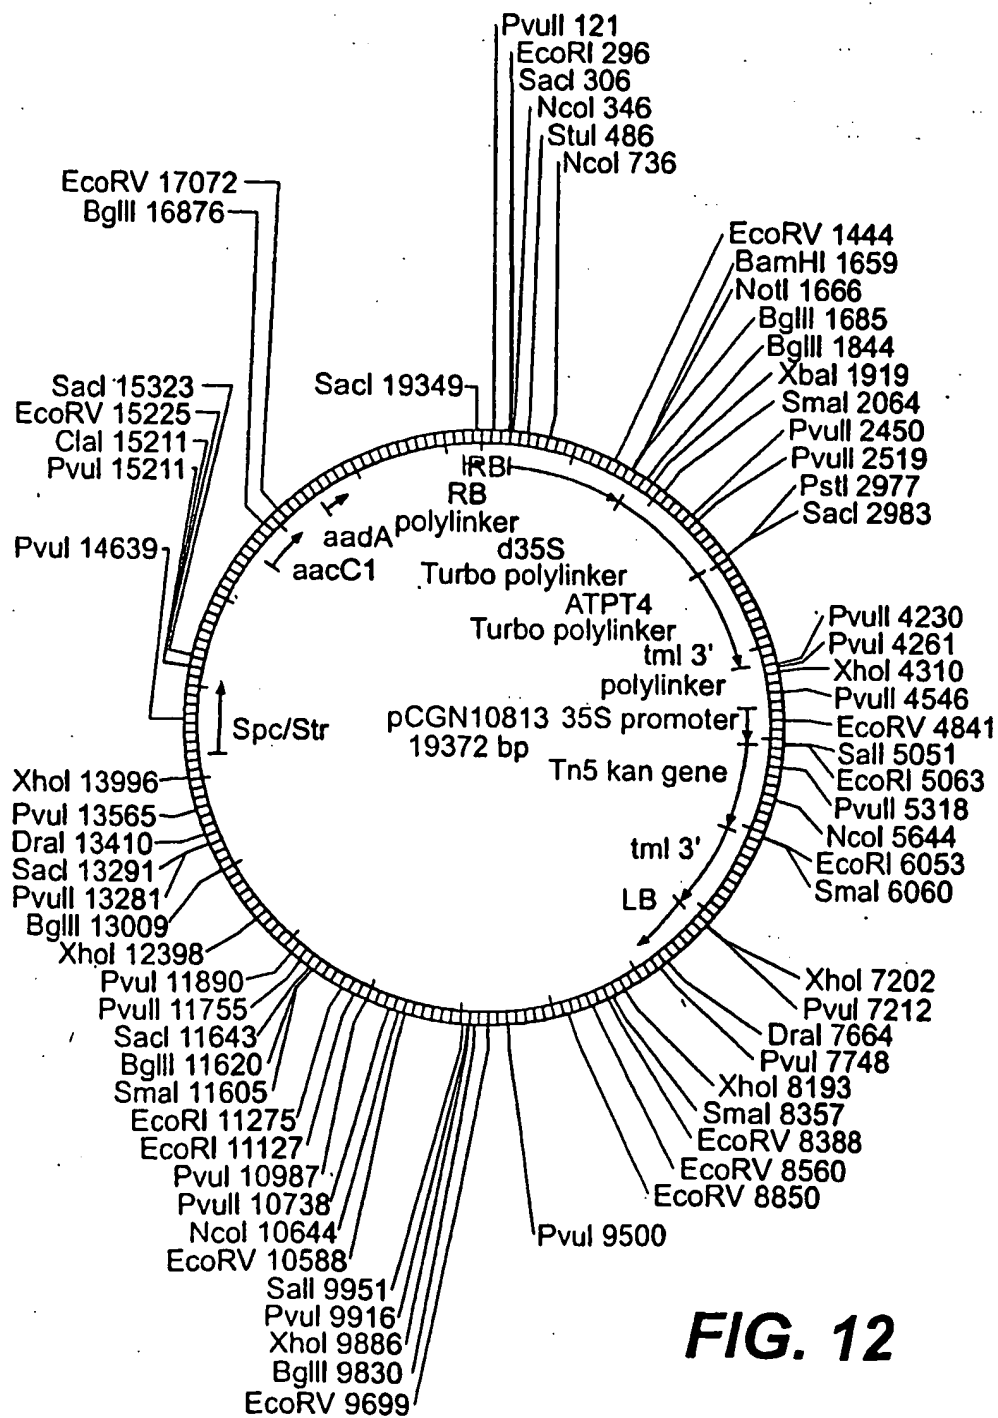 PvuII 121
EcoRI 296
SacI 306
NcoI 346
StuI 486
NcoI 736
EcoRV 17072
BglII 16876
EcoRV 1444
BamHI 1659
NotI 1666
BglII 1685
BglII 1844
XbaI 1919
SmaI 2064
PvuII 2450
PvuII 2519
PstI 2977
SacI 2983
SacI 19349
SacI 15323
EcoRV 15225
ClaI 15211
PvuI 15211
PvuI 14639
RB
RB
polylinker
aadA
aacC1
d35S
Turbo polylinker
ATPT4
Turbo polylinker
tml 3'
polylinker
pCGN10813
19372 bp
35S promoter
Tn5 kan gene
tml 3'
LB
Spc/Str
PvuII 4230
PvuI 4261
XhoI 4310
PvuII 4546
EcoRV 4841
SalI 5051
EcoRI 5063
PvuII 5318
NcoI 5644
EcoRI 6053
SmaI 6060
XhoI 7202
PvuI 7212
DraI 7664
PvuI 7748
XhoI 8193
SmaI 8357
EcoRV 8388
EcoRV 8560
EcoRV 8850
PvuI 9500
XhoI 13996
PvuI 13565
DraI 13410
SacI 13291
PvuII 13281
BglII 13009
XhoI 12398
PvuI 11890
PvuII 11755
SacI 11643
BglII 11620
SmaI 11605
EcoRI 11275
EcoRI 11127
PvuI 10987
PvuII 10738
NcoI 10644
EcoRV 10588
SalI 9951
PvuI 9916
XhoI 9886
BglII 9830
EcoRV 9699
FIG. 12